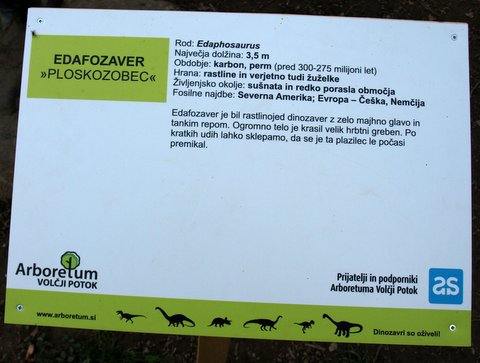 EDAFOZAVER
»PLOSKOZOBEC«
Rod: Edaphosaurus
Največja dolžina: 3,5 m
Obdobje: karbon, perm (pred 300-275 milijoni let)
Hrana: rastline in verjetno tudi žuželke
Življenjsko okolje: sušnata in redko porasla območja
Fosilne najdbe: Severna Amerika; Evropa – Češka, Nemčija
Edafozaver je bil rastlinojed dinozaver z zelo majhno glavo in
tankim repom. Ogromno telo je krasil velik hrbtni greben. Po
kratkih udih lahko sklepamo, da se je ta plazilec le počasi
premikal.
Arboretum
VOLČJI POTOK
Prijatelji in podporniki
Arboretuma Volčji Potok
as
www.arboretum.si
Dinozavri so oživeli!